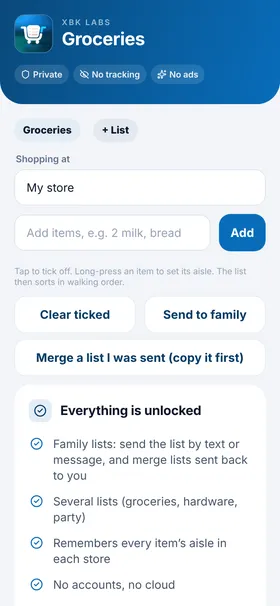 XBK LABS
Groceries
Private
No tracking
No ads
Groceries
+ List
Shopping at
My store
Add items, e.g. 2 milk, bread
Add
Tap to tick off. Long-press an item to set its aisle. The list
then sorts in walking order.
Clear ticked
Send to family
Merge a list I was sent (copy it first)
Everything is unlocked
Family lists: send the list by text or
message, and merge lists sent back
to you
Several lists (groceries, hardware,
party)
Remembers every item's aisle in
each store
No accounts, no cloud